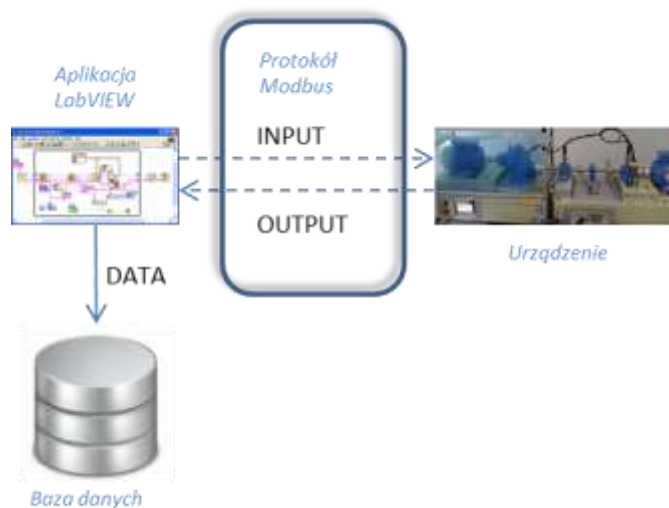 Aplikacja
LabVIEW
Protokół
Modbus
INPUT
OUTPUT
Urządzenie
DATA
Baza danych